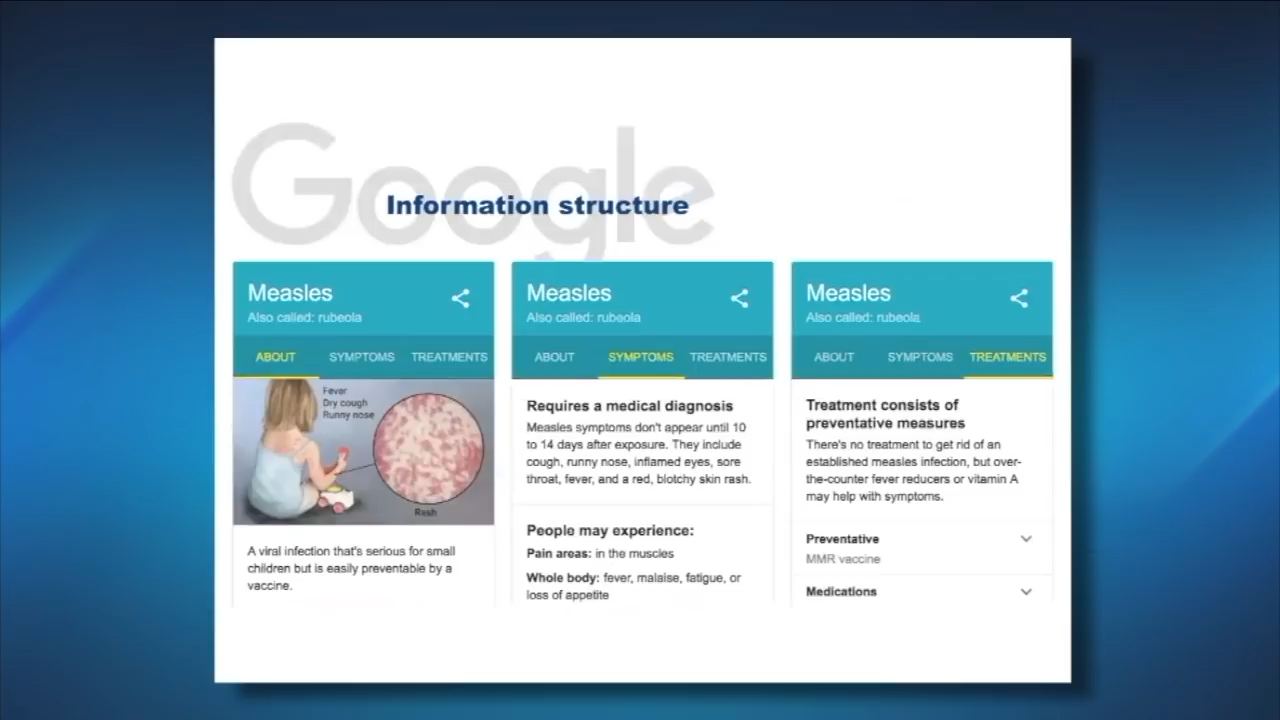 Google
Information structure
Measles
Also called: rubeola
ABOUT SYMPTOMS TREATMENTS
Fever
Dry cough
Runny nose
Rash
A viral infection that's serious for small
children but is easily preventable by a
vaccine.
Measles
Also called: rubeola
ABOUT SYMPTOMS TREATMENTS
Requires a medical diagnosis
Measles symptoms don't appear until 10
to 14 days after exposure. They include
cough, runny nose, inflamed eyes, sore
throat, fever, and a red, blotchy skin rash.
People may experience:
Pain areas: in the muscles
Whole body: fever, malaise, fatigue, or
loss of appetite
Measles
Also called: rubeola
ABOUT SYMPTOMS TREATMENTS
Treatment consists of
preventative measures
There's no treatment to get rid of an
established measles infection, but over-
the-counter fever reducers or vitamin A
may help with symptoms.
Preventative
MMR vaccine
Medications